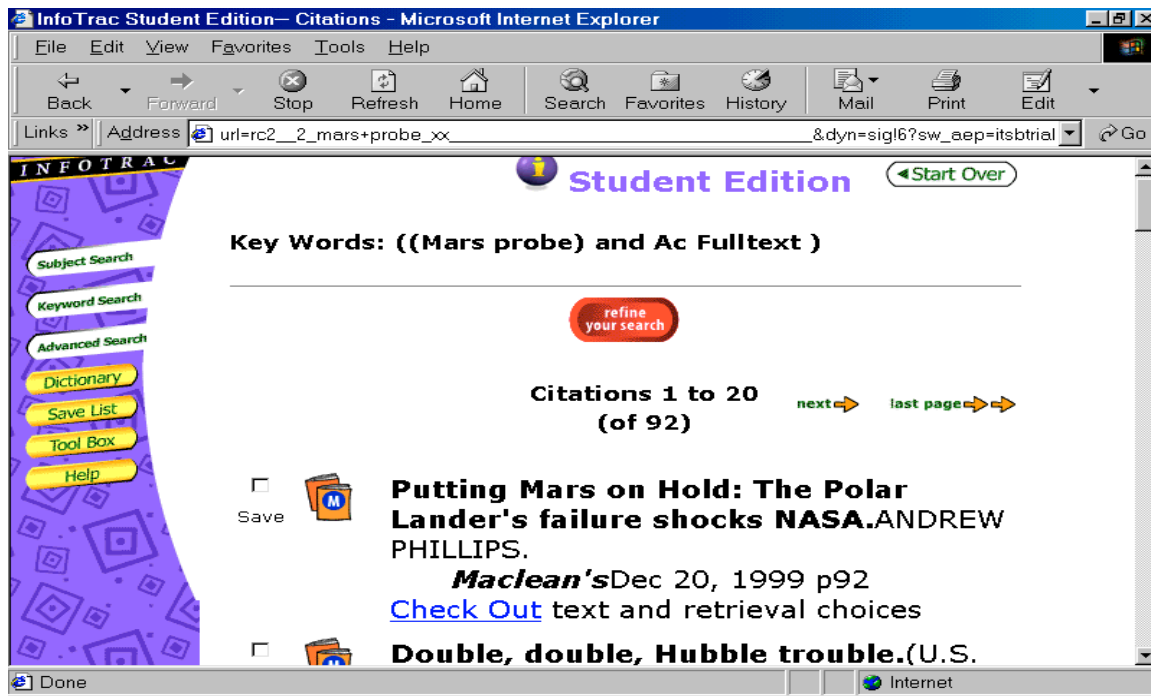 InfoTrac Student Edition— Citations - Microsoft Internet Explorer
File Edit View Favorites Tools Help
Back Forward Stop Refresh Home Search Favorites History Mail Print Edit
Links » Address url=rc2__2_mars+probe_xx________________________&dyn=sig!6?sw_aep=itsbtrial Go
INFOTRAC
Student Edition
Start Over
Key Words: ((Mars probe) and Ac Fulltext )
Subject Search
Keyword Search
Advanced Search
Dictionary
Save List
Tool Box
Help
refine
your search
Citations 1 to 20
(of 92)
next
last page
Save
M
Putting Mars on Hold: The Polar
Lander's failure shocks NASA.ANDREW
PHILLIPS.
Maclean'sDec 20, 1999 p92
Check Out text and retrieval choices
Double, double, Hubble trouble.(U.S.
Done
Internet